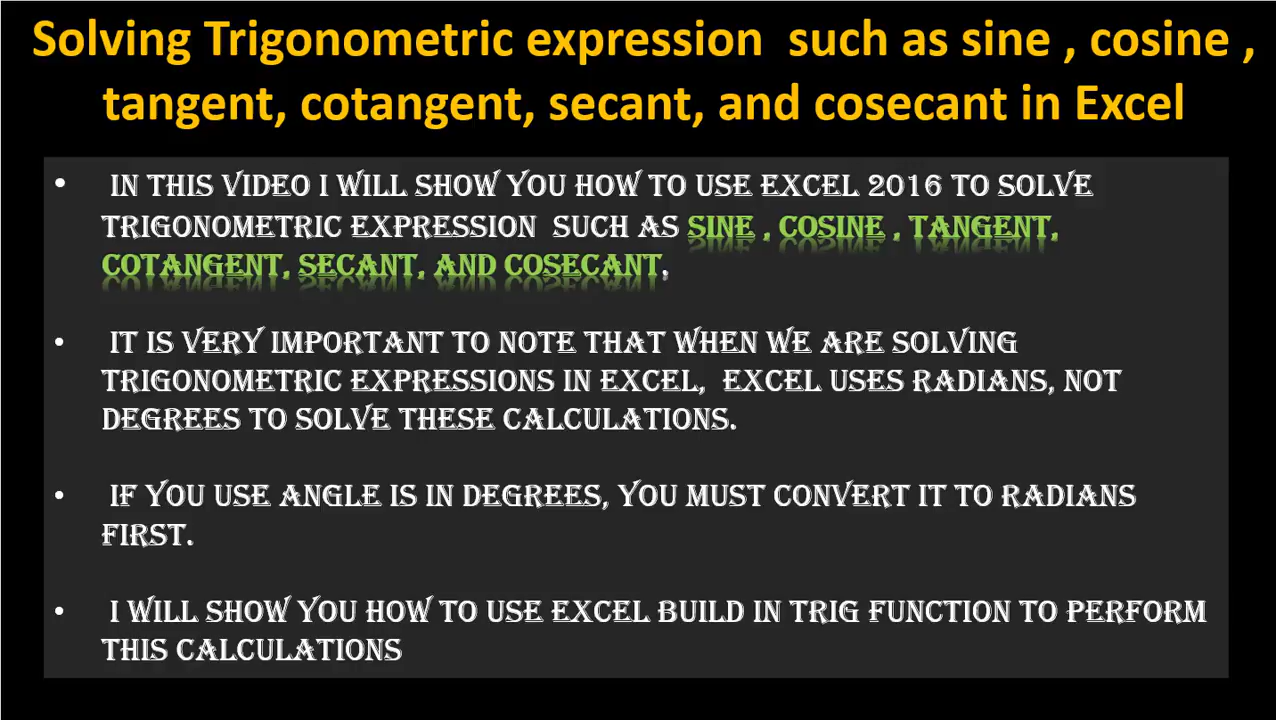 Solving Trigonometric expression such as sine , cosine ,
tangent, cotangent, secant, and cosecant in Excel
• IN THIS VIDEO I WILL SHOW YOU HOW TO USE EXCEL 2016 TO SOLVE
TRIGONOMETRIC EXPRESSION SUCH AS SINE , COSINE , TANGENT,
COTANGENT, SECANT, AND COSECANT.
• IT IS VERY IMPORTANT TO NOTE THAT WHEN WE ARE SOLVING
TRIGONOMETRIC EXPRESSIONS IN EXCEL, EXCEL USES RADIANS, NOT
DEGREES TO SOLVE THESE CALCULATIONS.
• IF YOU USE ANGLE IS IN DEGREES, YOU MUST CONVERT IT TO RADIANS
FIRST.
• I WILL SHOW YOU HOW TO USE EXCEL BUILD IN TRIG FUNCTION TO PERFORM
THIS CALCULATIONS